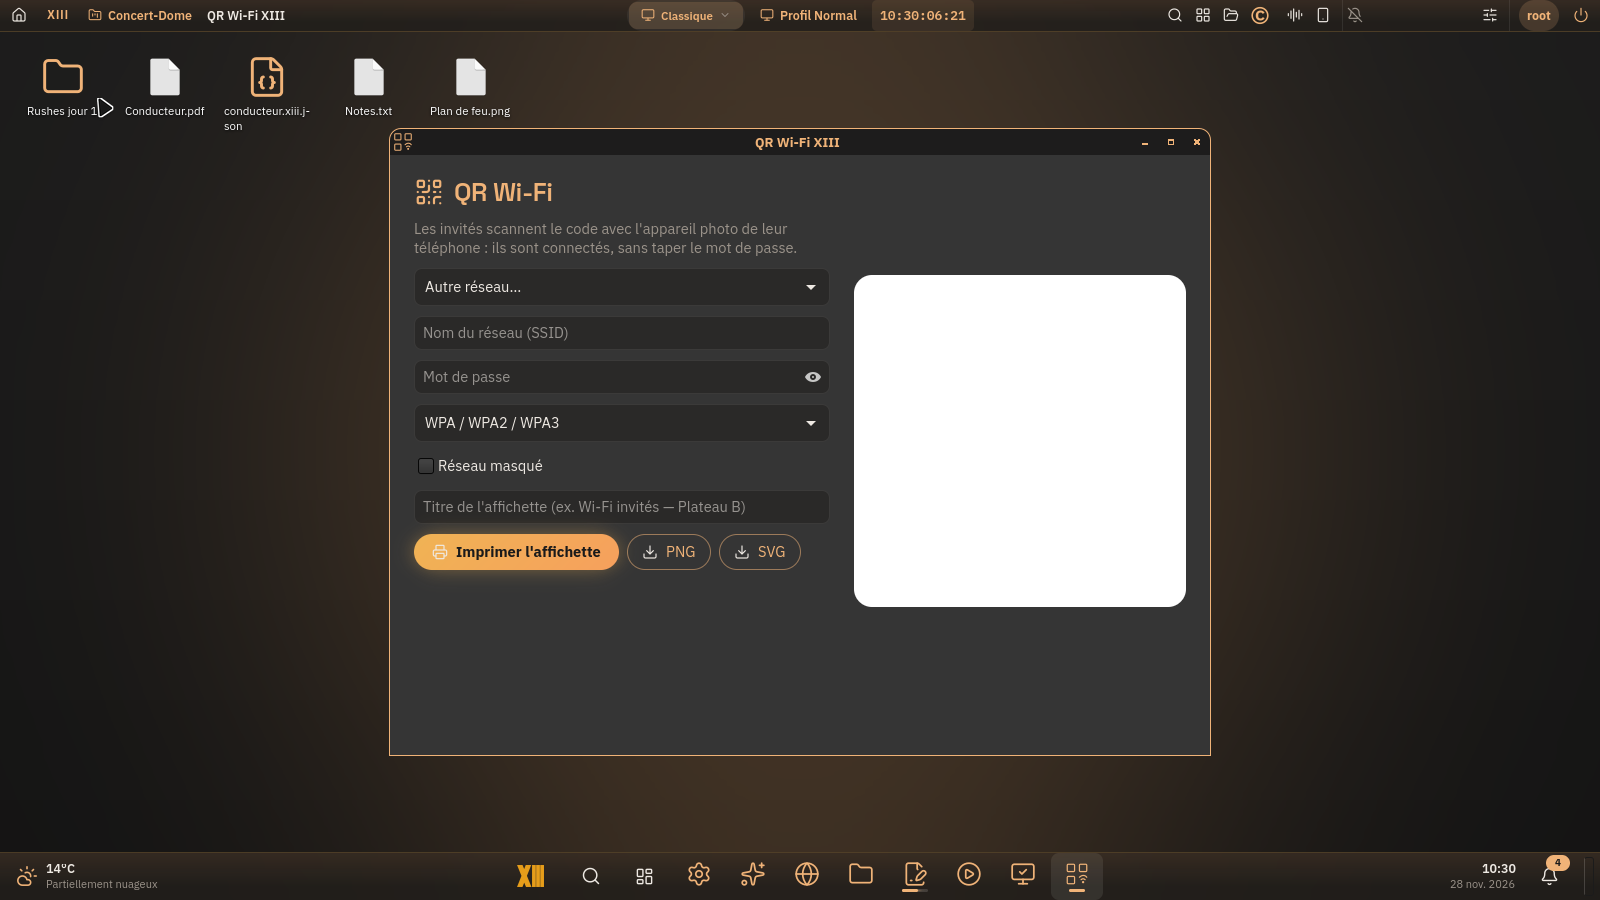 XIII
Concert-Dome
QR Wi-Fi XIII
Classique
Profil Normal
10:30:06:21
root
Rushes jour 1
Conducteur.pdf
conducteur.xiii.j-
son
Notes.txt
Plan de feu.png
QR Wi-Fi XIII
QR Wi-Fi
Les invités scannent le code avec l'appareil photo de leur
téléphone : ils sont connectés, sans taper le mot de passe.
Autre réseau...
Nom du réseau (SSID)
Mot de passe
WPA / WPA2 / WPA3
Réseau masqué
Titre de l'affichette (ex. Wi-Fi invités — Plateau B)
Imprimer l'affichette
PNG
SVG
14°C
Partiellement nuageux
XIII
10:30
28 nov. 2026
4